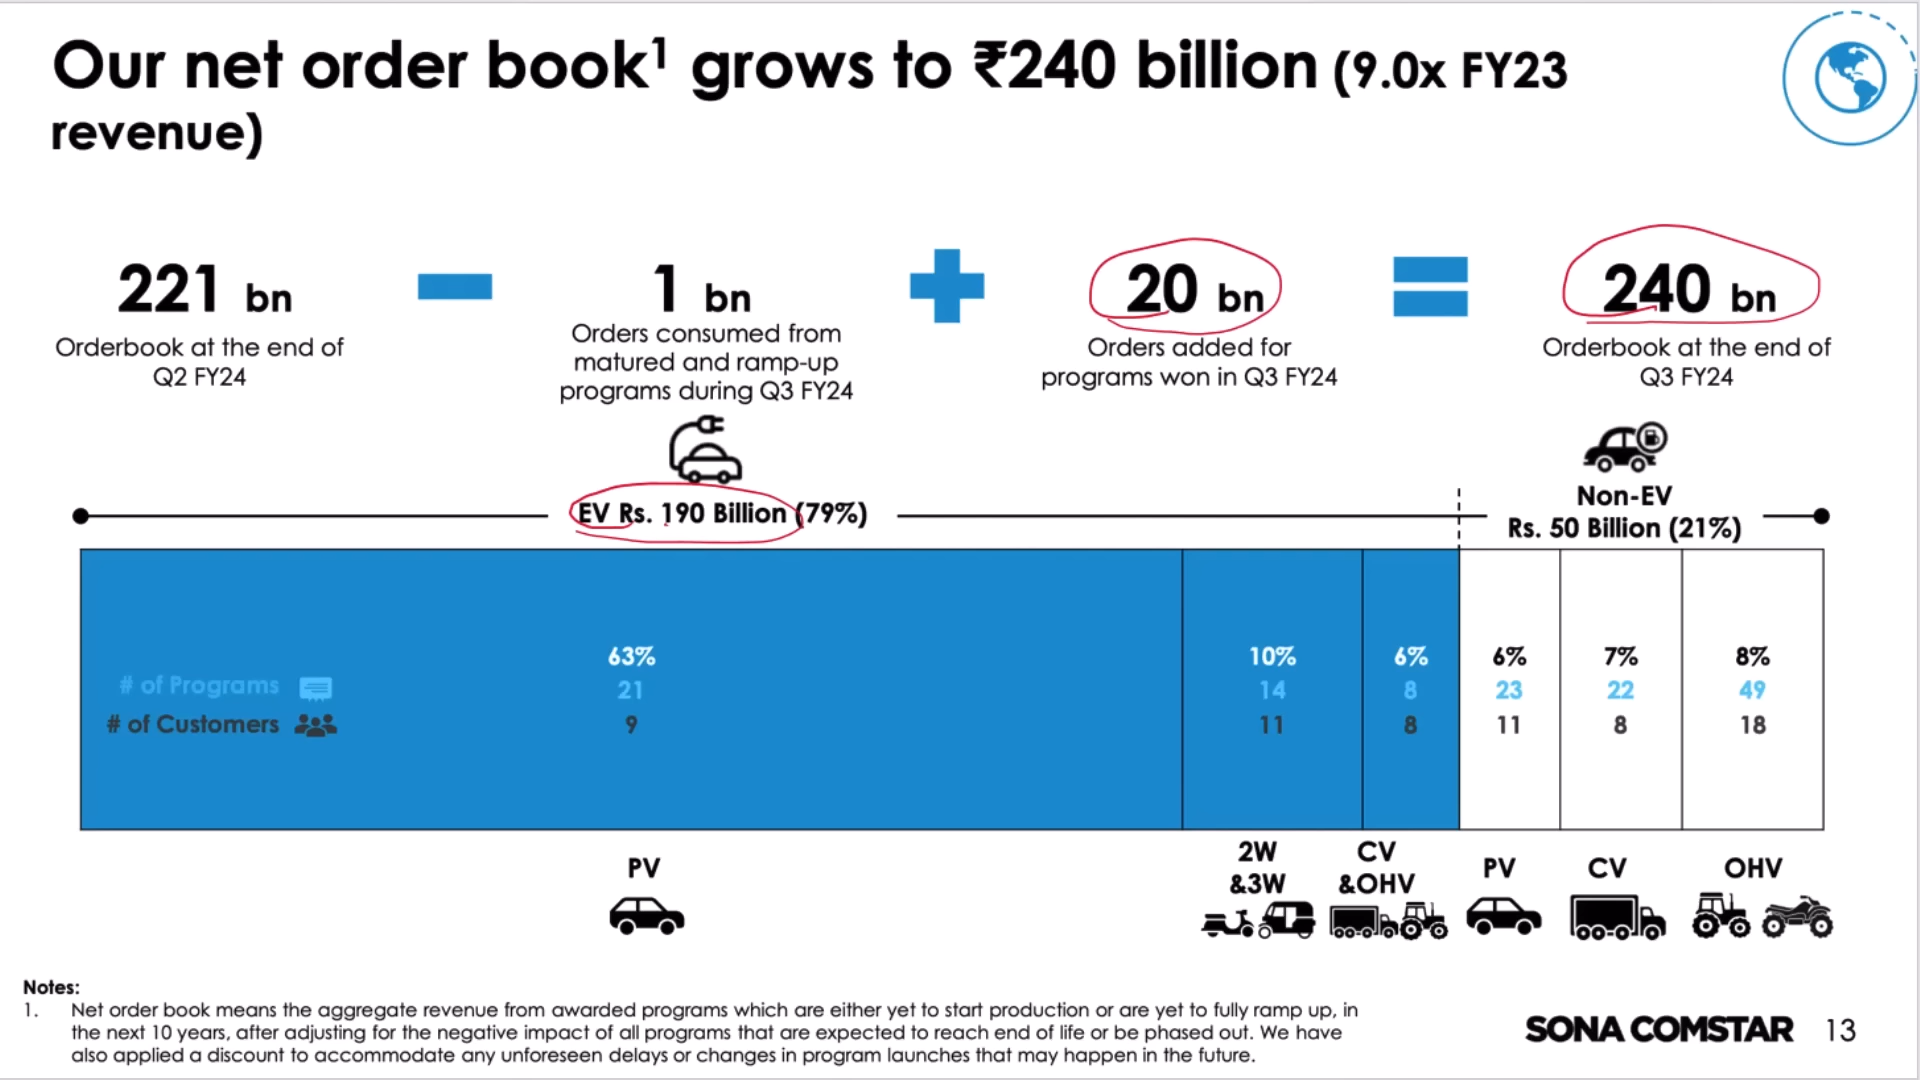 Our net order book¹ grows to ₹240 billion (9.0x FY23
revenue)
221 bn
Orderbook at the end of
Q2 FY24
1 bn
Orders consumed from
matured and ramp-up
programs during Q3 FY24
20 bn
Orders added for
programs won in Q3 FY24
240 bn
Orderbook at the end of
Q3 FY24
EV Rs. 190 Billion (79%)
Non-EV
Rs. 50 Billion (21%)
63% 10% 6% 6% 7% 8%
# of Programs 21 14 8 23 22 49
# of Customers 9 11 8 11 8 18
PV
2W
&3W
CV
&OHV
PV
CV
OHV
Notes:
1. Net order book means the aggregate revenue from awarded programs which are either yet to start production or are yet to fully ramp up, in
the next 10 years, after adjusting for the negative impact of all programs that are expected to reach end of life or be phased out. We have
also applied a discount to accommodate any unforeseen delays or changes in program launches that may happen in the future.
SONA COMSTAR 13